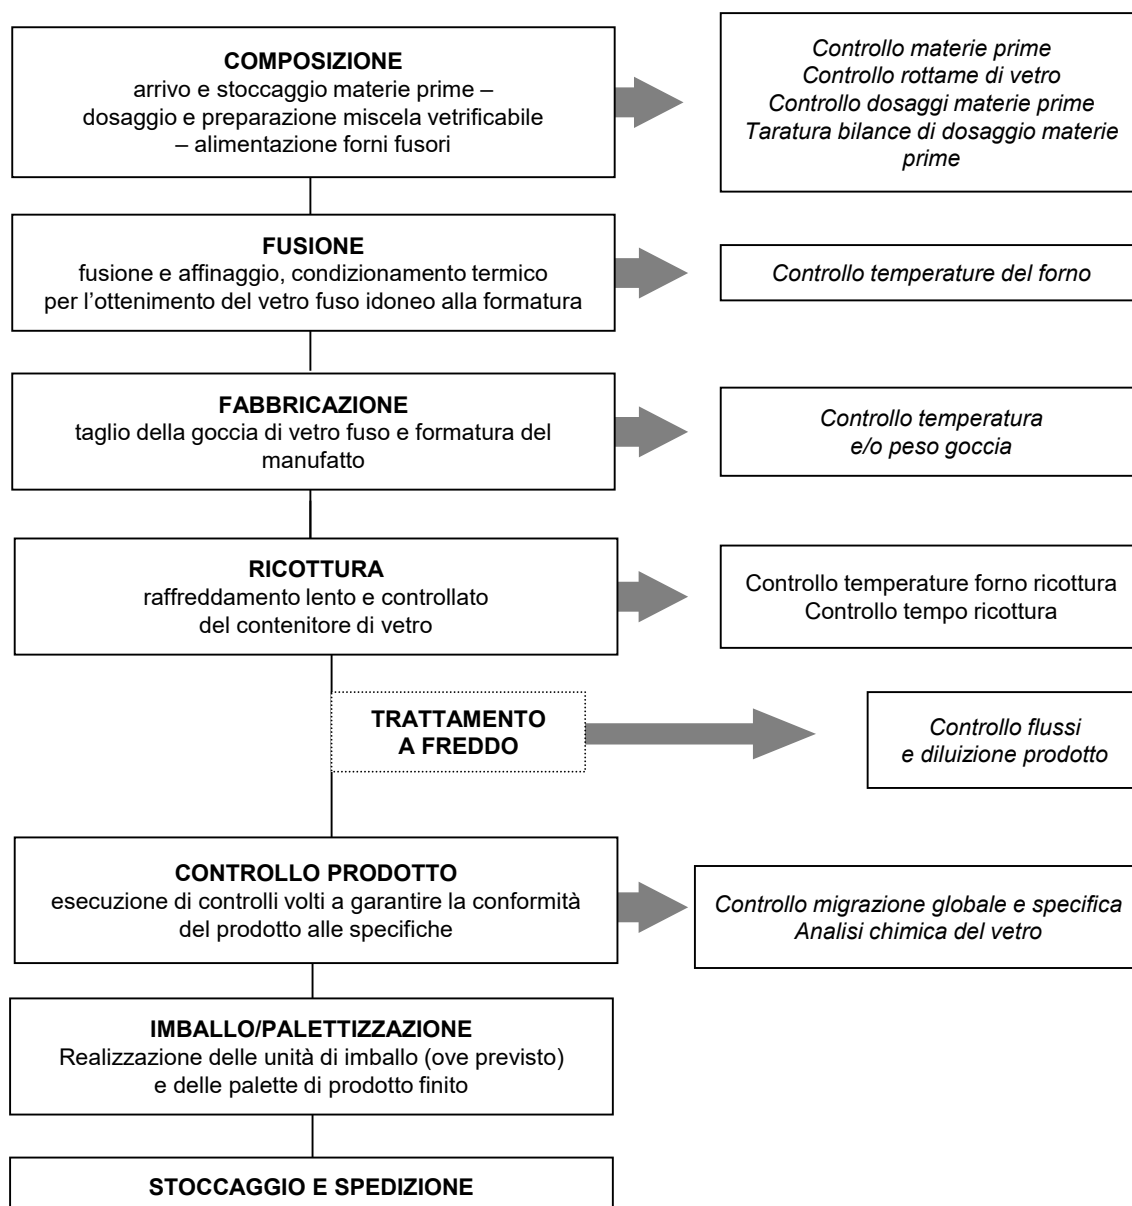 COMPOSIZIONE
arrivo e stoccaggio materie prime –
dosaggio e preparazione miscela vetrificabile
– alimentazione forni fusori
Controllo materie prime
Controllo rottame di vetro
Controllo dosaggi materie prime
Taratura bilance di dosaggio materie
prime
FUSIONE
fusione e affinaggio, condizionamento termico
per l’ottenimento del vetro fuso idoneo alla formatura
Controllo temperature del forno
FABBRICAZIONE
taglio della goccia di vetro fuso e formatura del
manufatto
Controllo temperatura
e/o peso goccia
RICOTTURA
raffreddamento lento e controllato
del contenitore di vetro
Controllo temperature forno ricottura
Controllo tempo ricottura
TRATTAMENTO
A FREDDO
Controllo flussi
e diluizione prodotto
CONTROLLO PRODOTTO
esecuzione di controlli volti a garantire la conformità
del prodotto alle specifiche
Controllo migrazione globale e specifica
Analisi chimica del vetro
IMBALLO/PALETTIZZAZIONE
Realizzazione delle unità di imballo (ove previsto)
e delle palette di prodotto finito
STOCCAGGIO E SPEDIZIONE